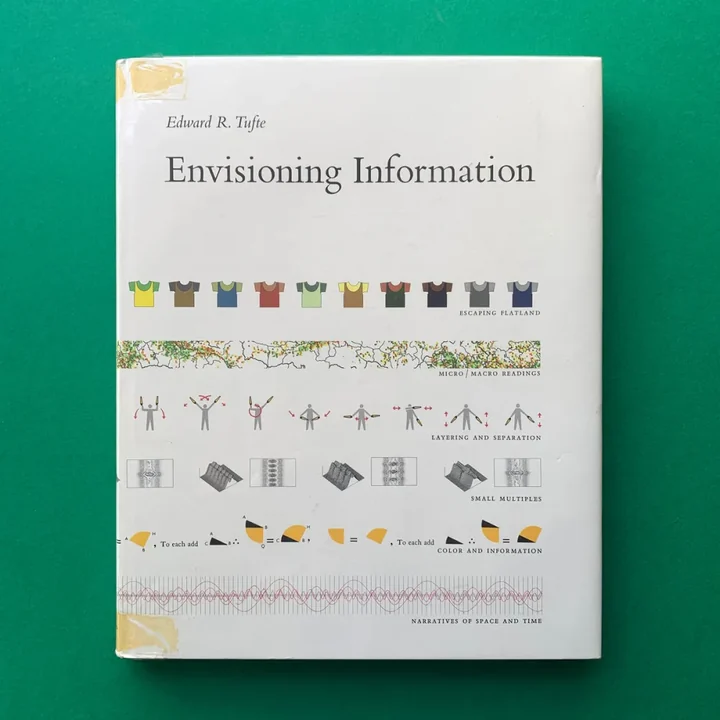 Edward R. Tufte
Envisioning Information
ESCAPING FLATLAND
MICRO/MACRO READINGS
LAYERING AND SEPARATION
SMALL MULTIPLES
= , To each add ∴ = = , To each add ∴ =
COLOR AND INFORMATION
NARRATIVES OF SPACE AND TIME